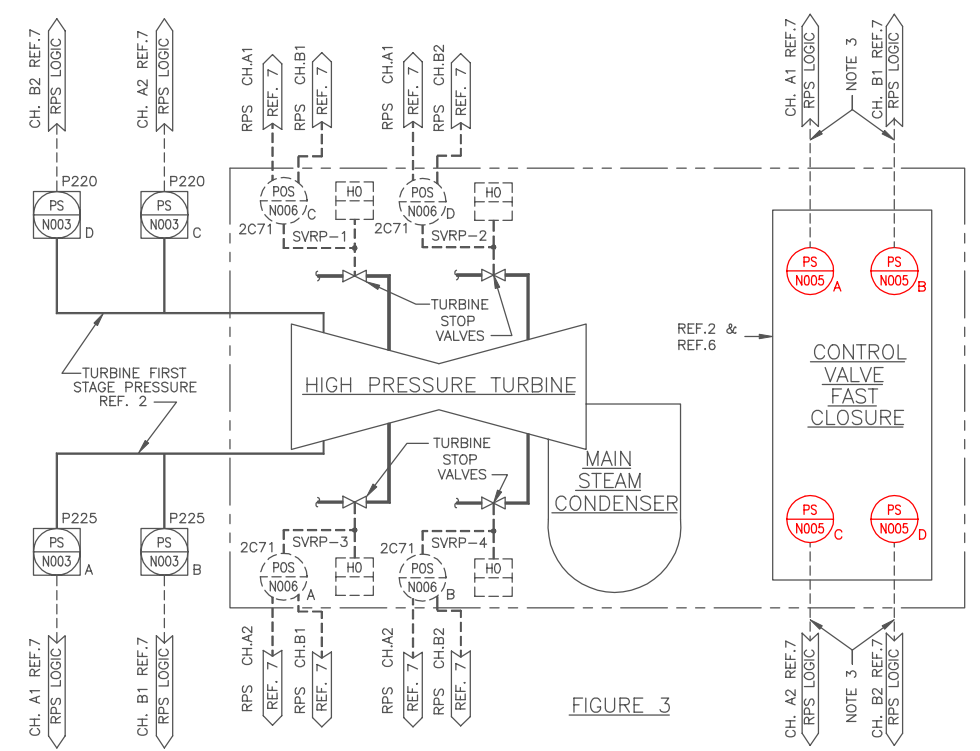 CH. B2 REF.7
RPS LOGIC
CH. A2 REF.7
RPS LOGIC
RPS CH.A1
REF. 7
RPS CH.B1
REF. 7
RPS CH.A1
REF. 7
RPS CH.B2
REF. 7
CH. A1 REF.7
RPS LOGIC
NOTE 3
CH. B1 REF.7
RPS LOGIC
P220
PS
N003
D
P220
PS
N003
C
POS
N006
C
2C71
HO
SVRP-1
POS
N006
D
2C71
HO
SVRP-2
PS
N005
A
PS
N005
B
TURBINE
STOP
VALVES
REF.2 &
REF.6
CONTROL
VALVE
FAST
CLOSURE
TURBINE FIRST
STAGE PRESSURE
REF. 2
HIGH PRESSURE TURBINE
TURBINE
STOP
VALVES
MAIN
STEAM
CONDENSER
P225
PS
N003
A
P225
PS
N003
B
2C71
SVRP-3
POS
N006
A
HO
2C71
SVRP-4
POS
N006
B
HO
PS
N005
C
PS
N005
D
CH. A1 REF.7
RPS LOGIC
CH. B1 REF.7
RPS LOGIC
RPS CH.A2
REF. 7
RPS CH.B1
REF. 7
RPS CH.A2
REF. 7
RPS CH.B2
REF. 7
CH. A2 REF.7
RPS LOGIC
NOTE 3
CH. B2 REF.7
RPS LOGIC
FIGURE 3